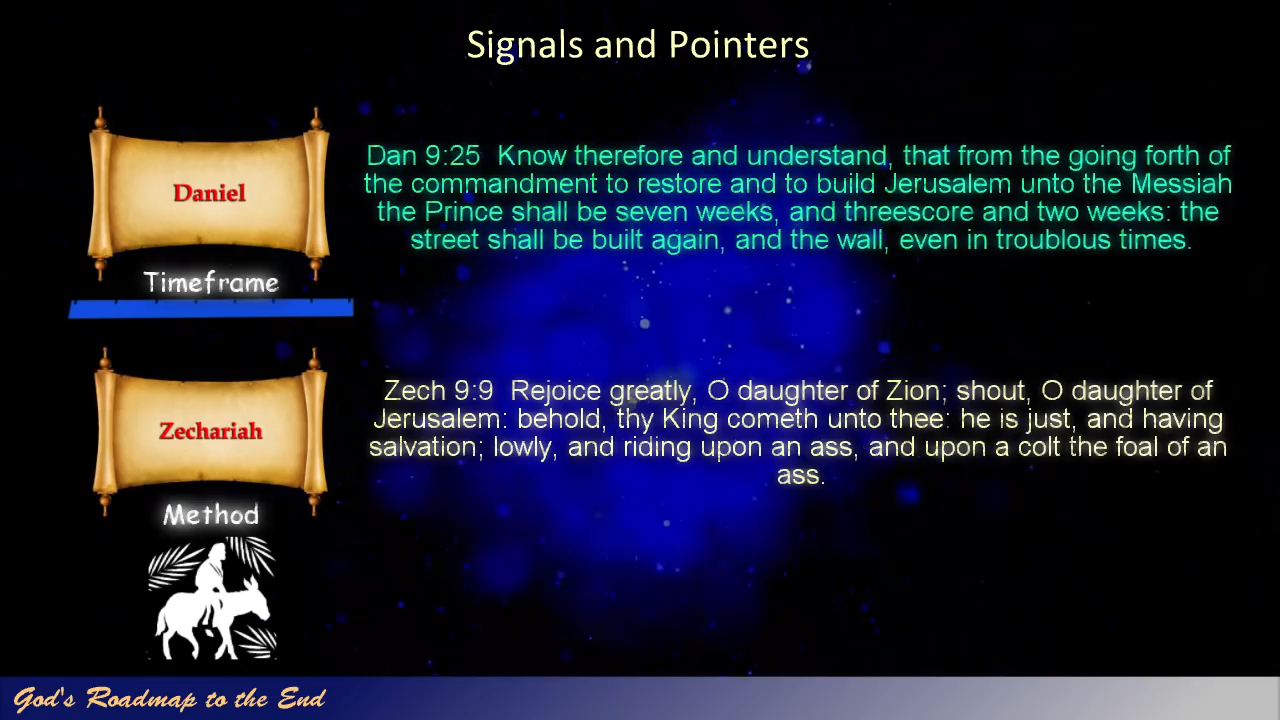 Signals and Pointers
Daniel
Timeframe
Dan 9:25  Know therefore and understand, that from the going forth of
the commandment to restore and to build Jerusalem unto the Messiah
the Prince shall be seven weeks, and threescore and two weeks: the
street shall be built again, and the wall, even in troublous times.
Zechariah
Method
Zech 9:9  Rejoice greatly, O daughter of Zion; shout, O daughter of
Jerusalem: behold, thy King cometh unto thee: he is just, and having
salvation; lowly, and riding upon an ass, and upon a colt the foal of an
ass.
God's Roadmap to the End